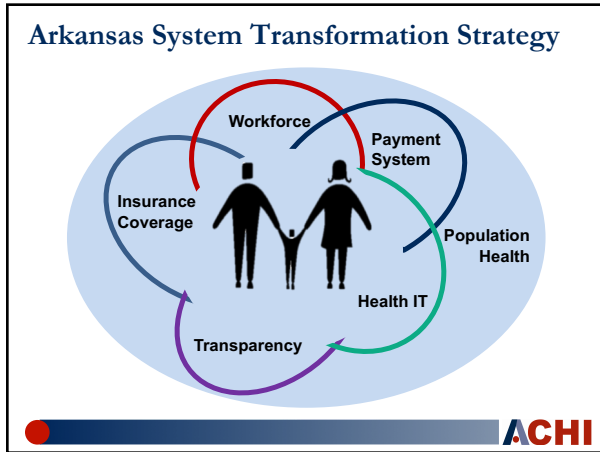 Arkansas System Transformation Strategy
Workforce
Payment
System
Insurance
Coverage
Population
Health
Health IT
Transparency
ACHI